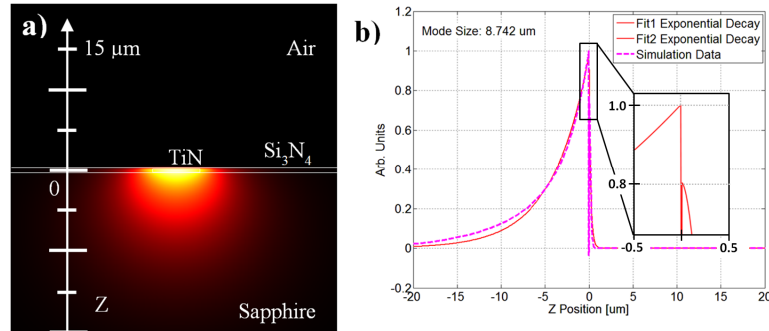 a)
15 μm
Air
TiN
Si3N4
0
Z
Sapphire
b)
Mode Size: 8.742 um
Fit1 Exponential Decay
Fit2 Exponential Decay
Simulation Data
Arb. Units
1.2
1
0.8
0.6
0.4
0.2
0
-0.2
1.0
0.8
-0.5
0.5
-20
-15
-10
-5
0
5
10
15
20
Z Position [um]